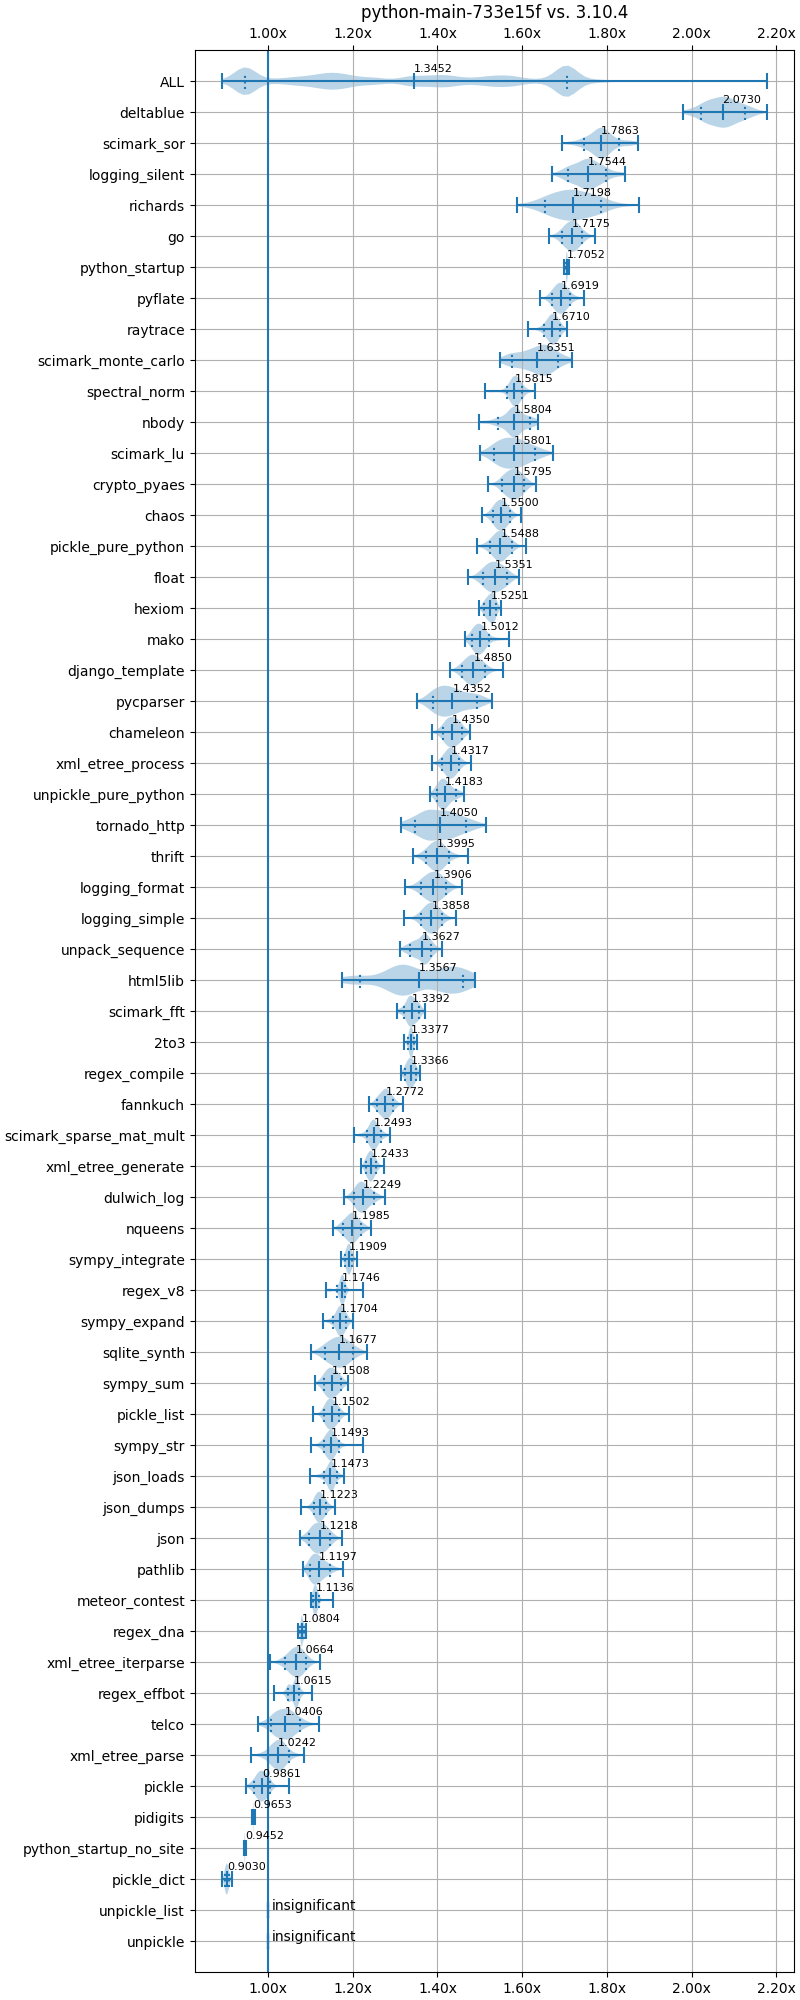 python-main-733e15f vs. 3.10.4
1.00x 1.20x 1.40x 1.60x 1.80x 2.00x 2.20x
ALL 1.3452
deltablue 2.0730
scimark_sor 1.7863
logging_silent 1.7544
richards 1.7198
go 1.7175
python_startup 1.7052
pyflate 1.6919
raytrace 1.6710
scimark_monte_carlo 1.6351
spectral_norm 1.5815
nbody 1.5804
scimark_lu 1.5801
crypto_pyaes 1.5795
chaos 1.5500
pickle_pure_python 1.5488
float 1.5351
hexiom 1.5251
mako 1.5012
django_template 1.4850
pycparser 1.4352
chameleon 1.4350
xml_etree_process 1.4317
unpickle_pure_python 1.4183
tornado_http 1.4050
thrift 1.3995
logging_format 1.3906
logging_simple 1.3858
unpack_sequence 1.3627
html5lib 1.3567
scimark_fft 1.3392
2to3 1.3377
regex_compile 1.3366
fannkuch 1.2772
scimark_sparse_mat_mult 1.2493
xml_etree_generate 1.2433
dulwich_log 1.2249
nqueens 1.1985
sympy_integrate 1.1909
regex_v8 1.1746
sympy_expand 1.1704
sqlite_synth 1.1677
sympy_sum 1.1508
pickle_list 1.1502
sympy_str 1.1493
json_loads 1.1473
json_dumps 1.1223
json 1.1218
pathlib 1.1197
meteor_contest 1.1136
regex_dna 1.0804
xml_etree_iterparse 1.0664
regex_effbot 1.0615
telco 1.0406
xml_etree_parse 1.0242
pickle 0.9861
pidigits 0.9653
python_startup_no_site 0.9452
pickle_dict 0.9030
unpickle_list insignificant
unpickle insignificant
1.00x 1.20x 1.40x 1.60x 1.80x 2.00x 2.20x